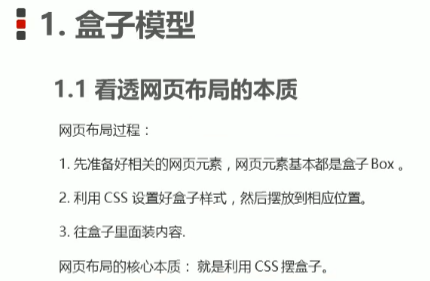 1. 盒子模型
1.1 看透网页布局的本质
网页布局过程：
1. 先准备好相关的网页元素，网页元素基本都是盒子 Box 。
2. 利用 CSS 设置好盒子样式，然后摆放到相应位置。
3. 往盒子里面装内容.
网页布局的核心本质： 就是利用 CSS 摆盒子。